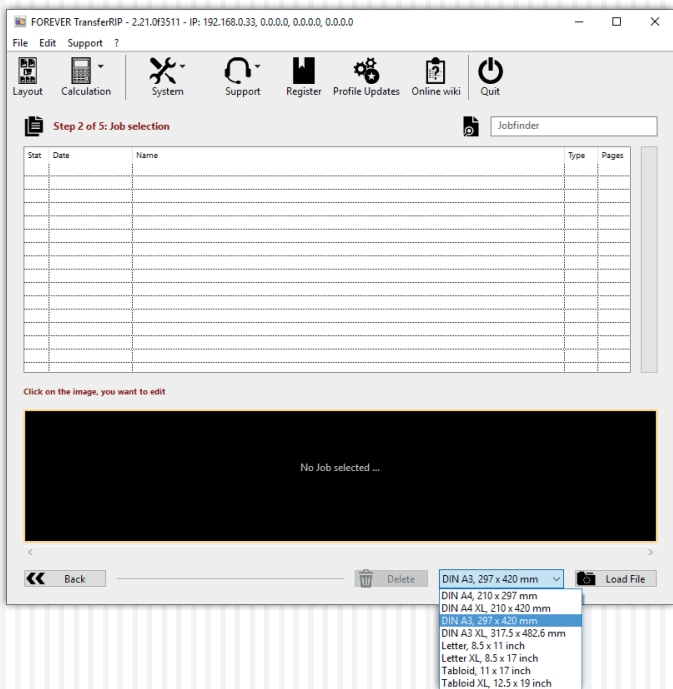 FOREVER TransferRIP - 2.21.0f3511 - IP: 192.168.0.33, 0.0.0.0, 0.0.0.0, 0.0.0.0
File Edit Support ?
Layout Calculation System Support Register Profile Updates Online wiki Quit
Step 2 of 5: Job selection Jobfinder
Stat Date Name Type Pages
Click on the image, you want to edit
No Job selected ...
Back Delete DIN A3, 297 x 420 mm Load File
DIN A4, 210 x 297 mm
DIN A4 XL, 210 x 420 mm
DIN A3, 297 x 420 mm
DIN A3 XL, 317.5 x 482.6 mm
Letter, 8.5 x 11 inch
Letter XL, 8.5 x 17 inch
Tabloid, 11 x 17 inch
Tabloid XL, 12.5 x 19 inch